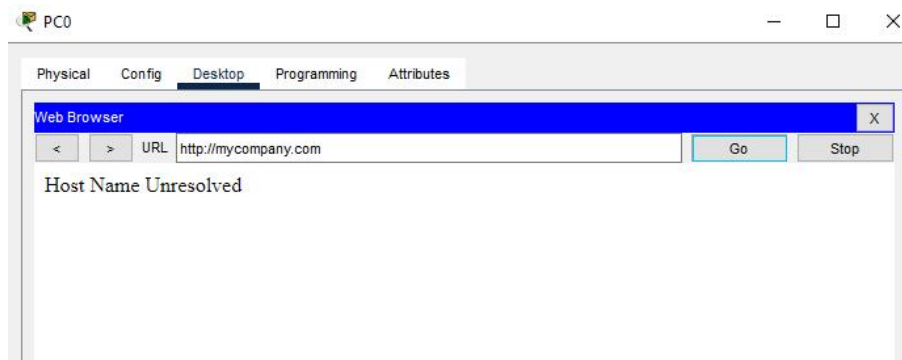 PC0
Physical Config Desktop Programming Attributes
Web Browser X
< > URL http://mycompany.com Go Stop
Host Name Unresolved